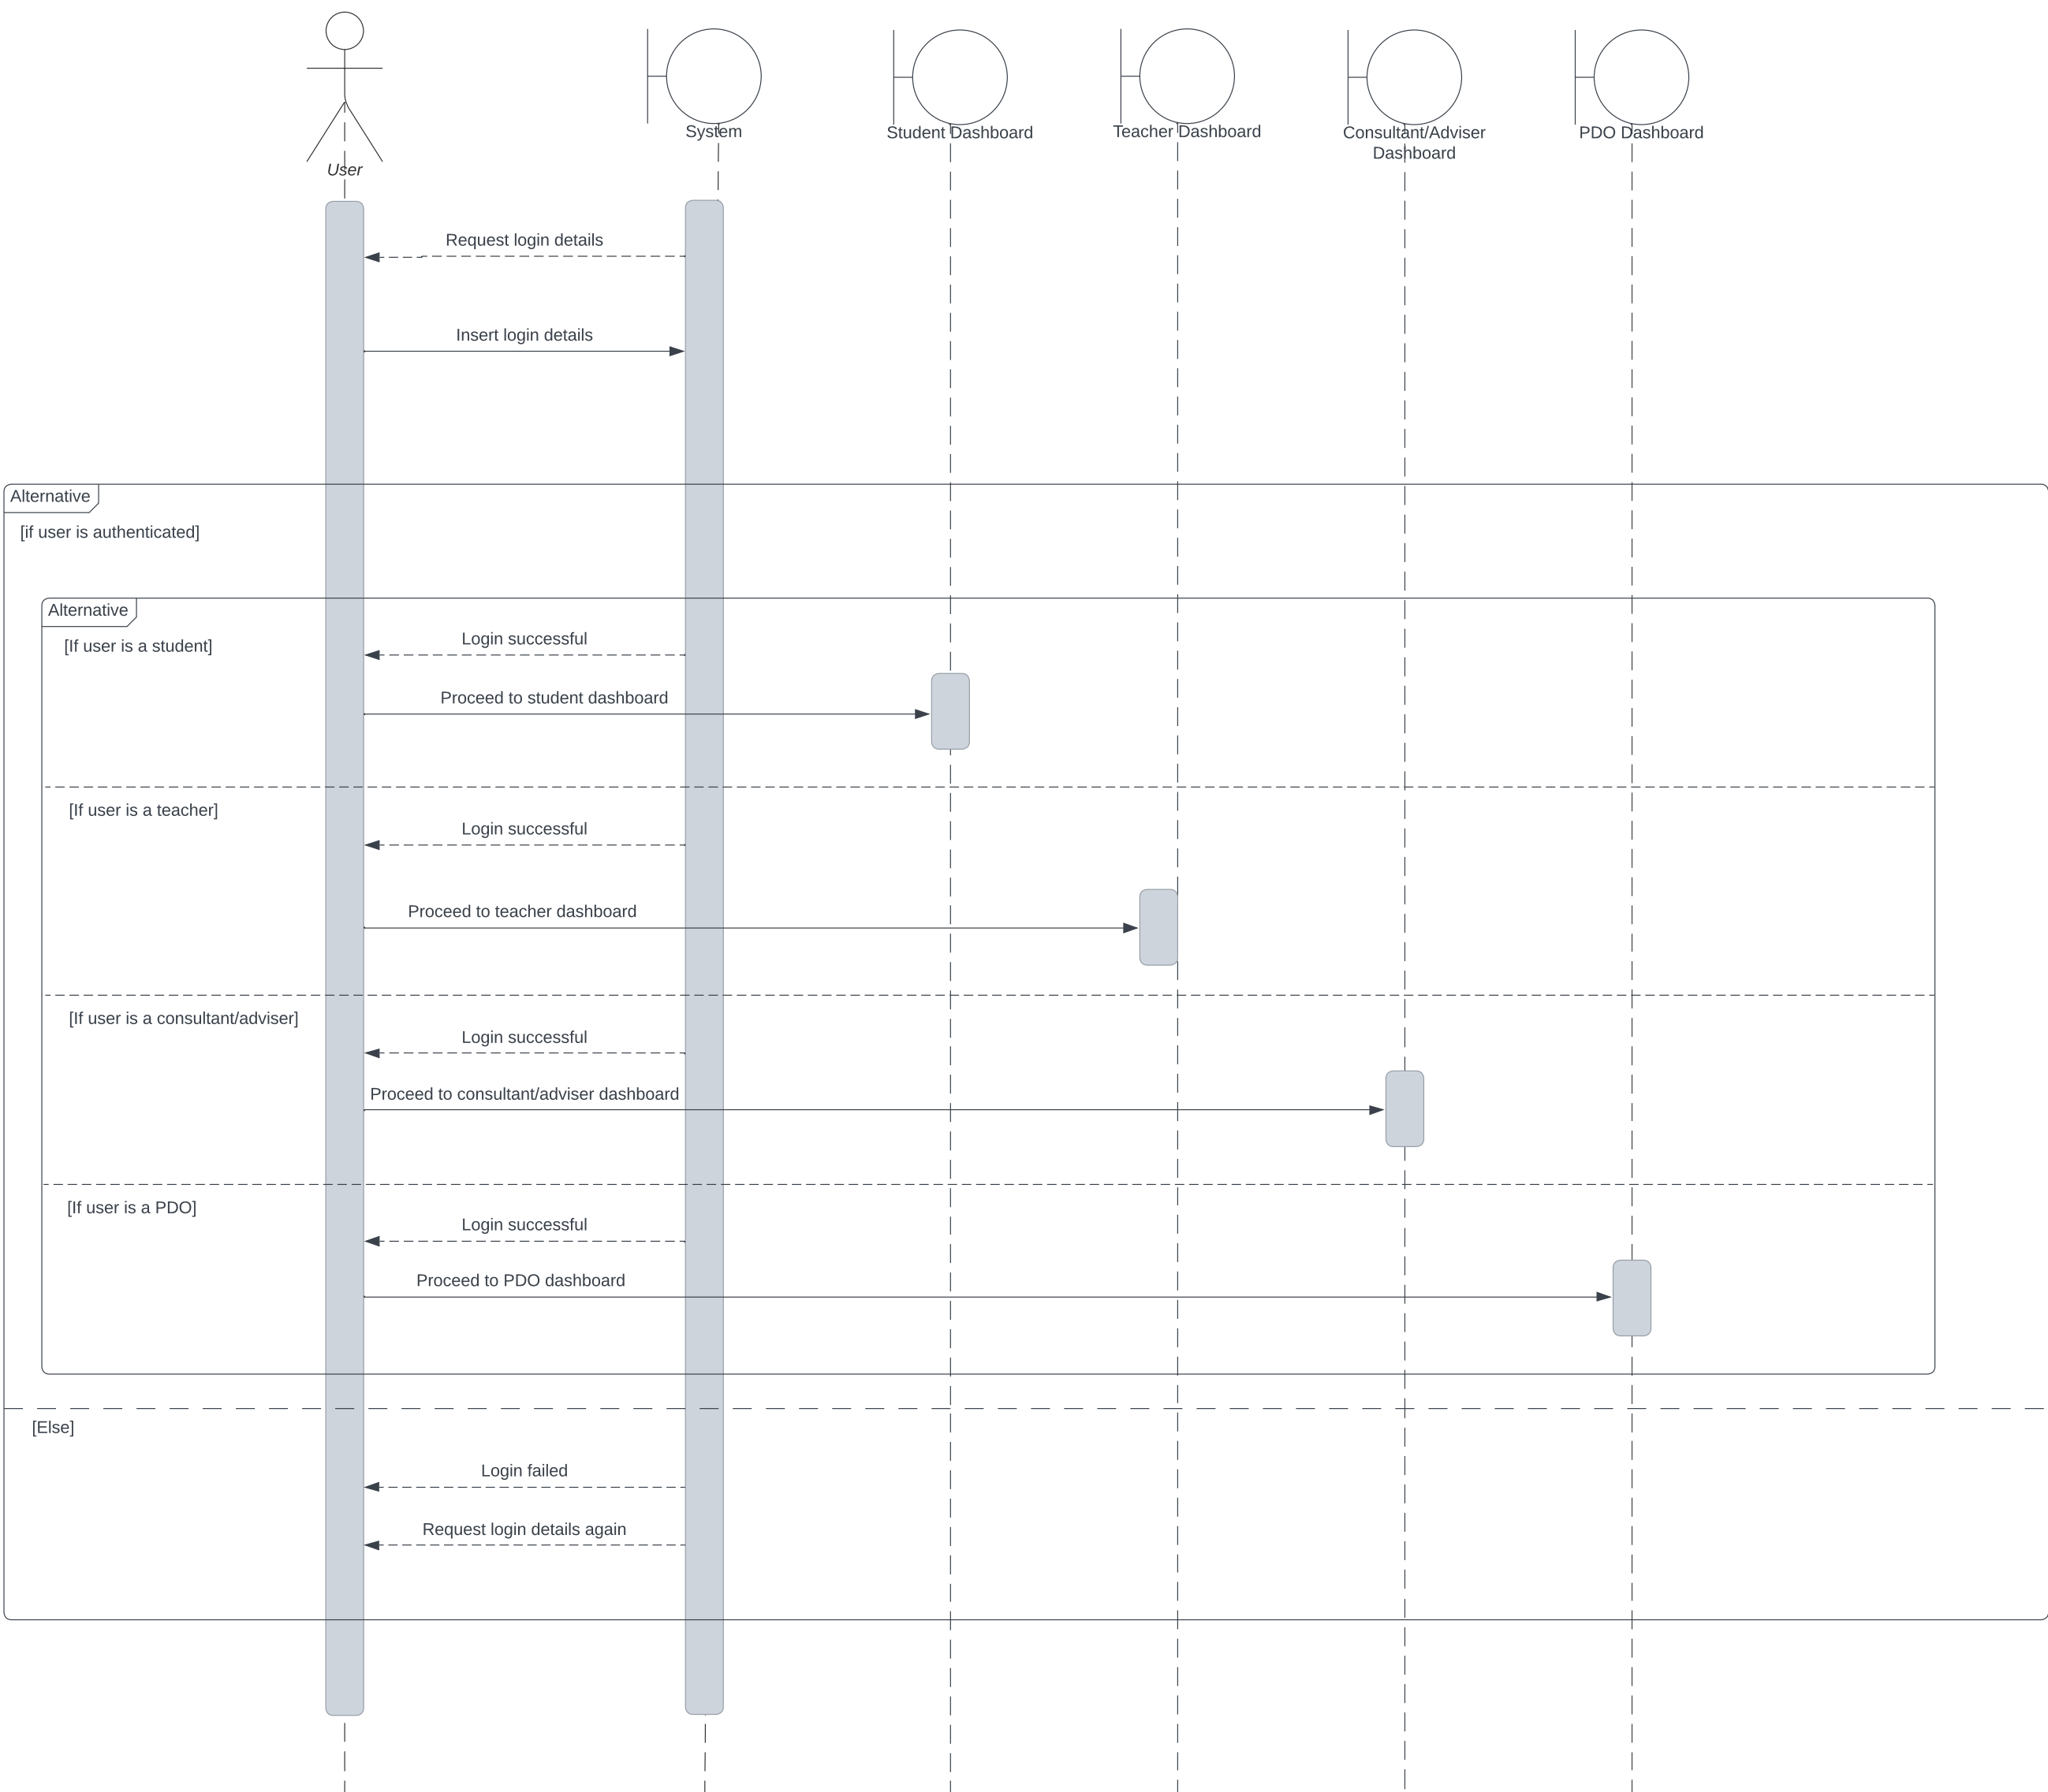 User
System
Student Dashboard
Teacher Dashboard
Consultant/Adviser
Dashboard
PDO Dashboard
Request login details
Insert login details
Alternative
[if user is authenticated]
Alternative
[If user is a student]
Login successful
Proceed to student dashboard
[If user is a teacher]
Login successful
Proceed to teacher dashboard
[If user is a consultant/adviser]
Login successful
Proceed to consultant/adviser dashboard
[If user is a PDO]
Login successful
Proceed to PDO dashboard
[Else]
Login failed
Request login details again